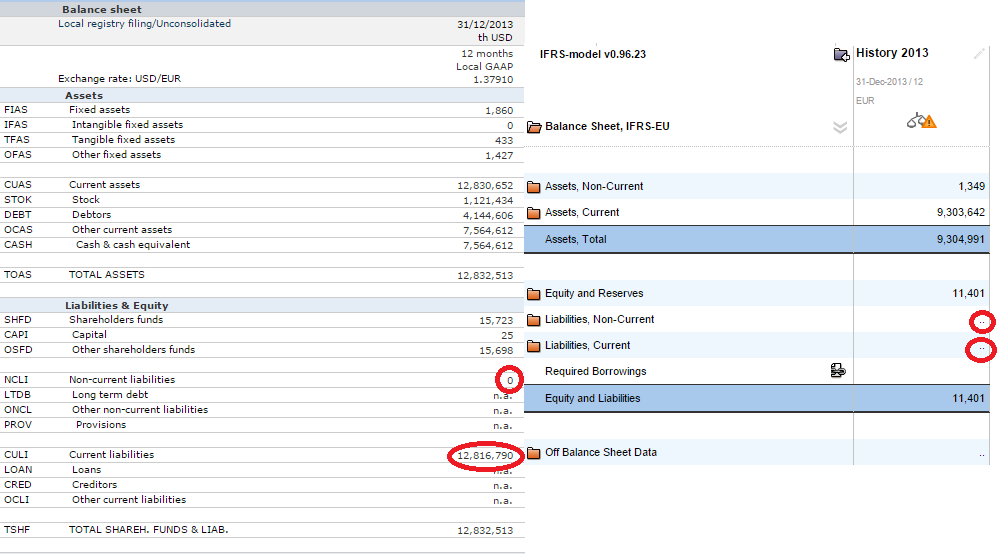 Balance sheet
Local registry filing/Unconsolidated 31/12/2013
th USD
12 months
Local GAAP
Exchange rate: USD/EUR 1.37910
Assets
FIAS Fixed assets 1,860
IFAS Intangible fixed assets 0
TFAS Tangible fixed assets 433
OFAS Other fixed assets 1,427
CUAS Current assets 12,830,652
STOK Stock 1,121,434
DEBT Debtors 4,144,606
OCAS Other current assets 7,564,612
CASH Cash & cash equivalent 7,564,612
TOAS TOTAL ASSETS 12,832,513
Liabilities & Equity
SHFD Shareholders funds 15,723
CAPI Capital 25
OSFD Other shareholders funds 15,698
NCLI Non-current liabilities 0
LTDB Long term debt n.a.
ONCL Other non-current liabilities n.a.
PROV Provisions n.a.
CULI Current liabilities 12,816,790
LOAN Loans n.a.
CRED Creditors n.a.
OCLI Other current liabilities n.a.
TSHF TOTAL SHAREH. FUNDS & LIAB. 12,832,513
IFRS-model v0.96.23 History 2013
31-Dec-2013 / 12
EUR
Balance Sheet, IFRS-EU
Assets, Non-Current 1,349
Assets, Current 9,303,642
Assets, Total 9,304,991
Equity and Reserves 11,401
Liabilities, Non-Current ..
Liabilities, Current ..
Required Borrowings
Equity and Liabilities 11,401
Off Balance Sheet Data ..